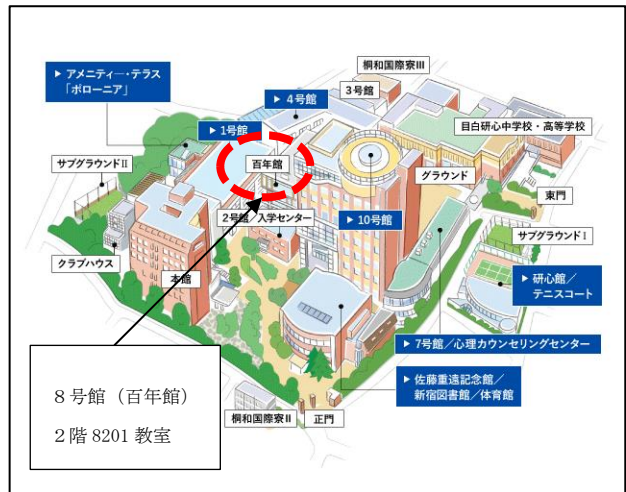 桐和国際寮III
▶ アメニティー・テラス
「ポローニア」
3号館
▶ 4号館
▶ 1号館
目白研心中学校・高等学校
百年館
サブグラウンドII
グラウンド
東門
2号館/入学センター
▶ 10号館
サブグラウンドI
クラブハウス
本館
▶ 研心館/
テニスコート
▶ 7号館/心理カウンセリングセンター
▶ 佐藤重遠記念館/
新宿図書館/体育館
8号館(百年館)
2階 8201 教室
桐和国際寮II
正門